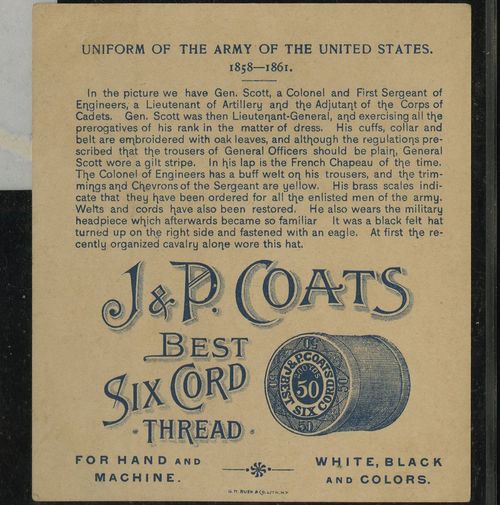 UNIFORM OF THE ARMY OF THE UNITED STATES.
1858—1861.
In the picture we have Gen. Scott, a Colonel and First Sergeant of
Engineers, a Lieutenant of Artillery and the Adjutant of the Corps of
Cadets. Gen. Scott was then Lieutenant-General, and exercising all the
prerogatives of his rank in the matter of dress. His cuffs, collar and
belt are embroidered with oak leaves, and although the regulations pre-
scribed that the trousers of General Officers should be plain, General
Scott wore a gilt stripe. In his lap is the French Chapeau of the time.
The Colonel of Engineers has a buff welt on his trousers, and the trim-
mings and Chevrons of the Sergeant are yellow. His brass scales indi-
cate that they have been ordered for all the enlisted men of the army.
Welts and cords have also been restored. He also wears the military
headpiece which afterwards became so familiar It was a black felt hat
turned up on the right side and fastened with an eagle. At first the re-
cently organized cavalry alone wore this hat.
J & P. COATS
BEST
SIX CORD
· THREAD ·
50
J.&P. COATS
200 YDS
50
BEST SIX CORD
50
50
50
FOR HAND AND
MACHINE.
WHITE, BLACK
AND COLORS.